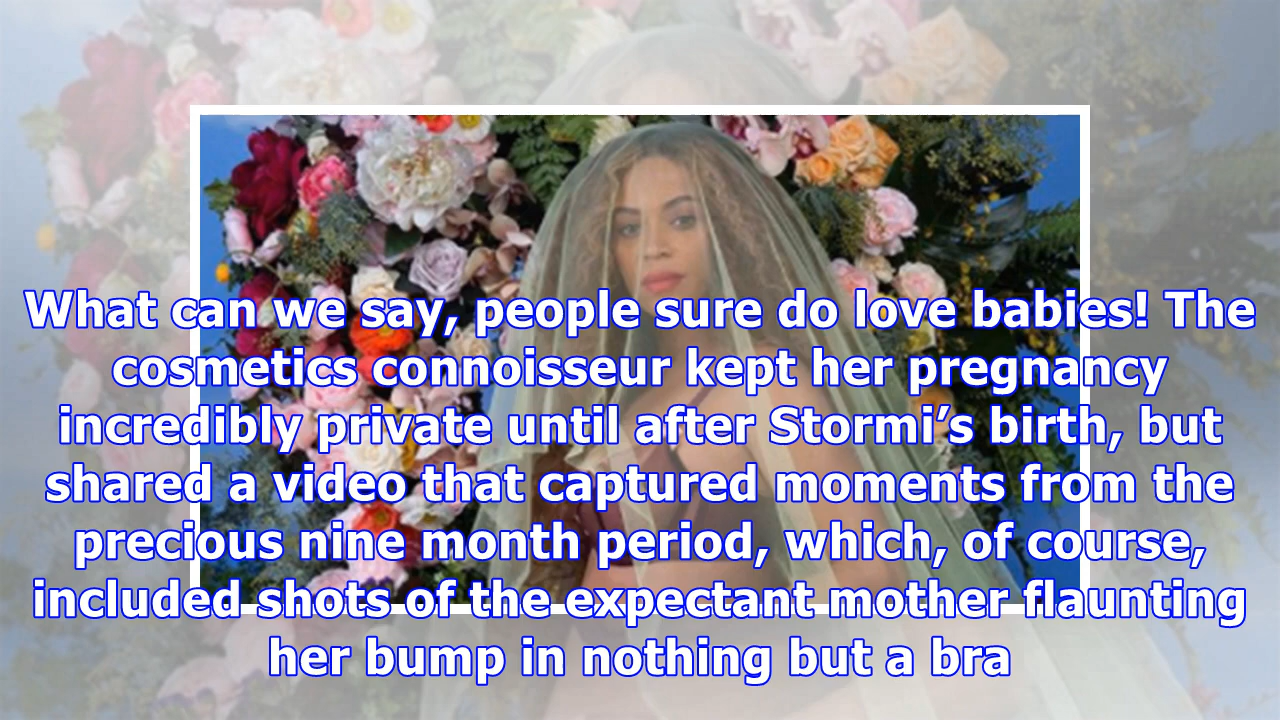 What can we say, people sure do love babies! The
cosmetics connoisseur kept her pregnancy
incredibly private until after Stormi’s birth, but
shared a video that captured moments from the
precious nine month period, which, of course,
included shots of the expectant mother flaunting
her bump in nothing but a bra